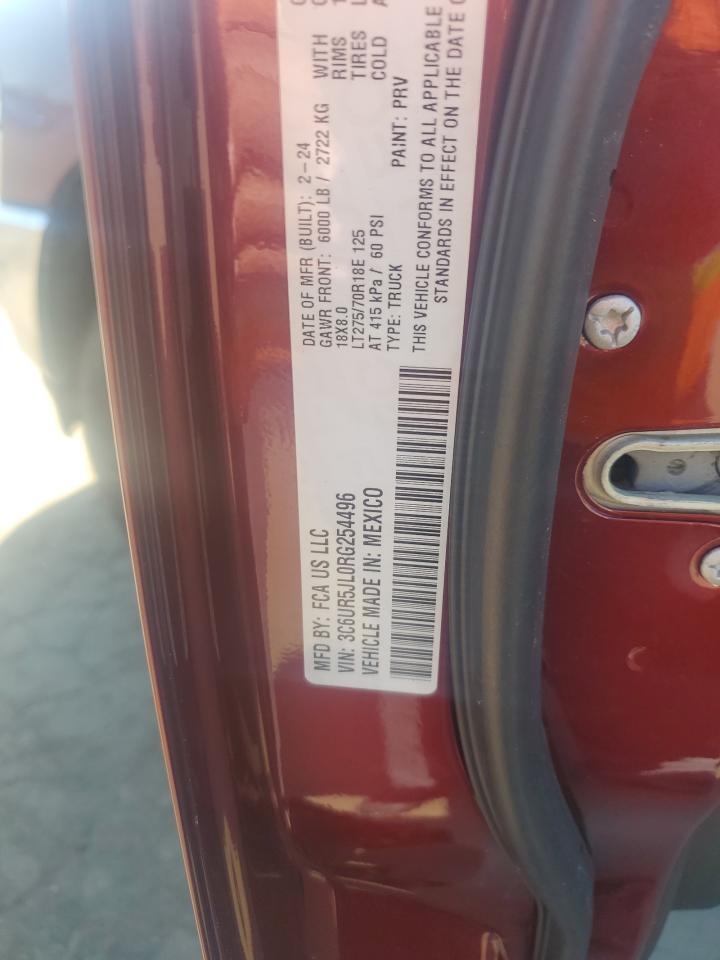 MFD BY: FCA US LLC
DATE OF MFR (BUILT): 2-24
VIN: 3C6UR5JL0RG254496
GAWR FRONT: 6000 LB / 2722 KG WITH
VEHICLE MADE IN: MEXICO
18X8.0 RIMS
LT275/70R18E 125 TIRES
AT 415 kPa / 60 PSI COLD
TYPE: TRUCK PAINT: PRV
THIS VEHICLE CONFORMS TO ALL APPLICABLE
STANDARDS IN EFFECT ON THE DATE